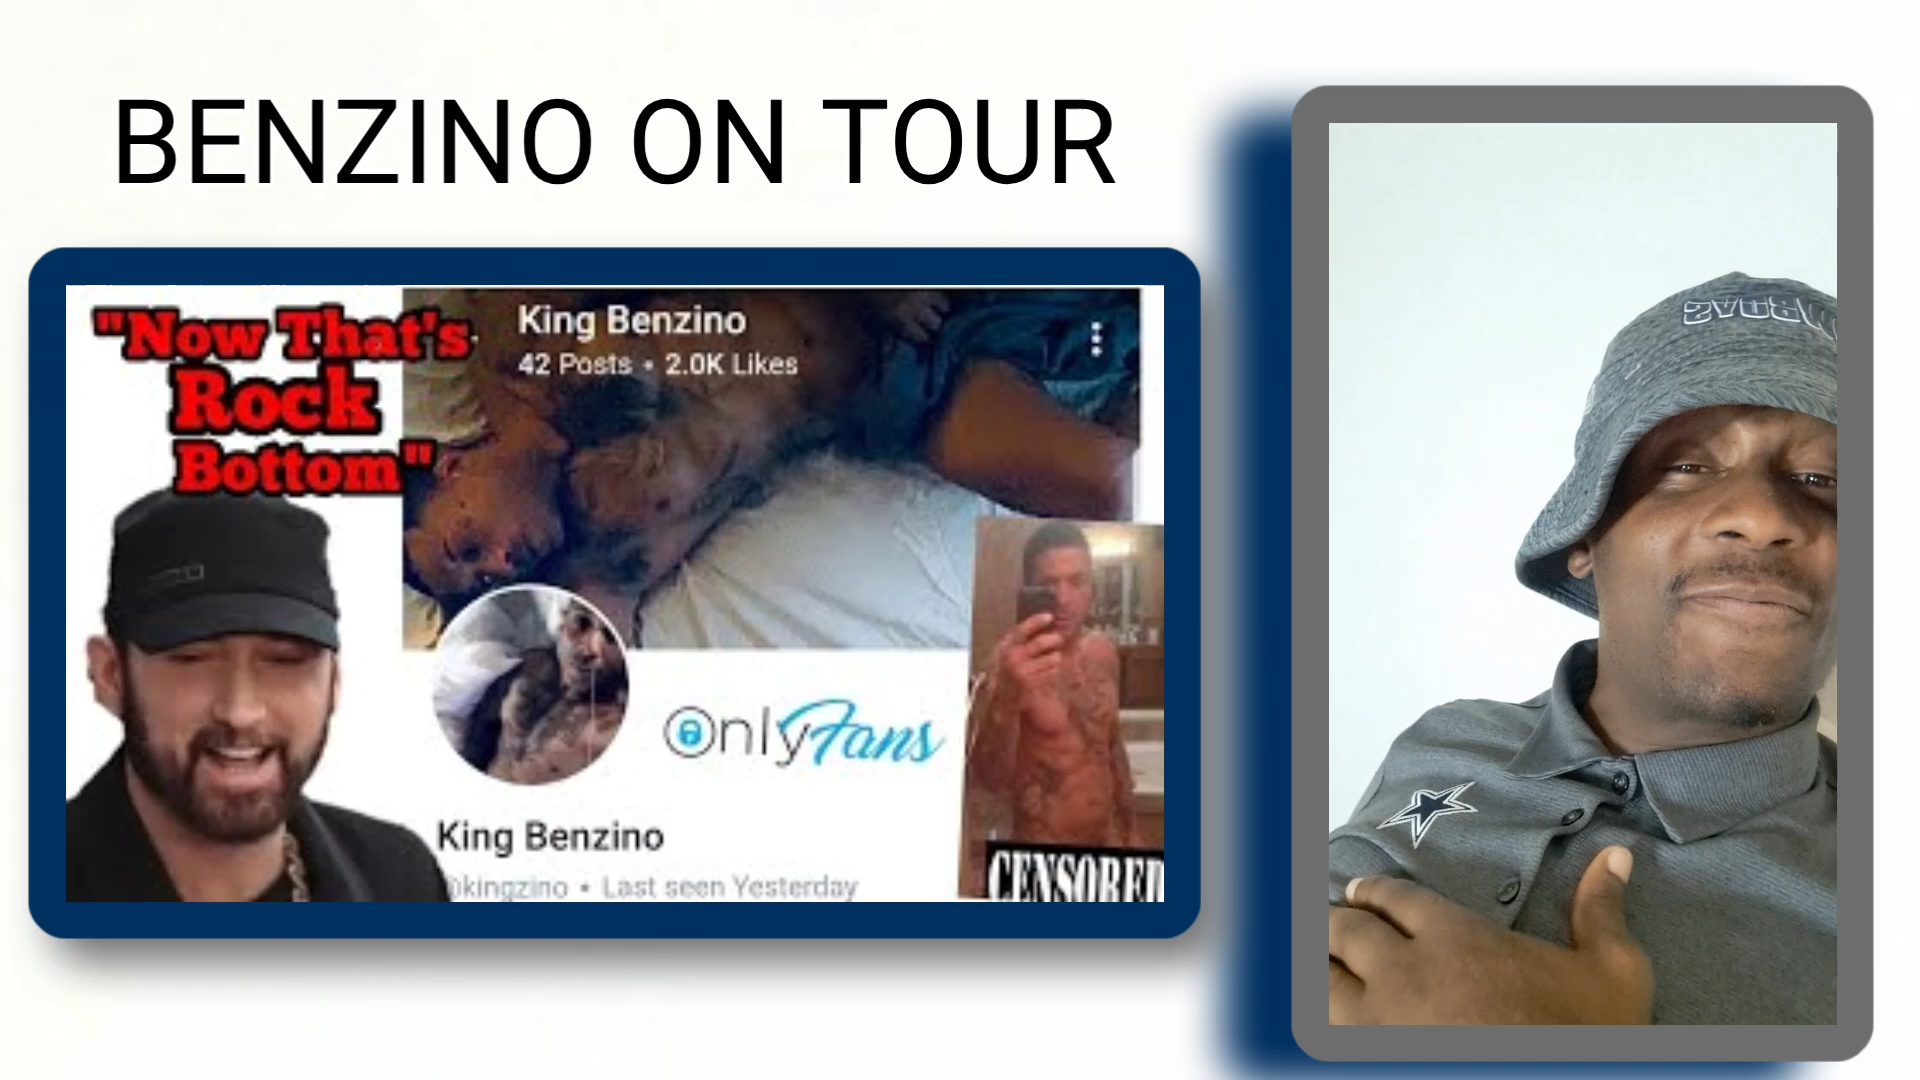 BENZINO ON TOUR
"Now That's
Rock
Bottom"
King Benzino
42 Posts • 2.0K Likes
OnlyFans
King Benzino
@kingzino • Last seen Yesterday
CENSORED